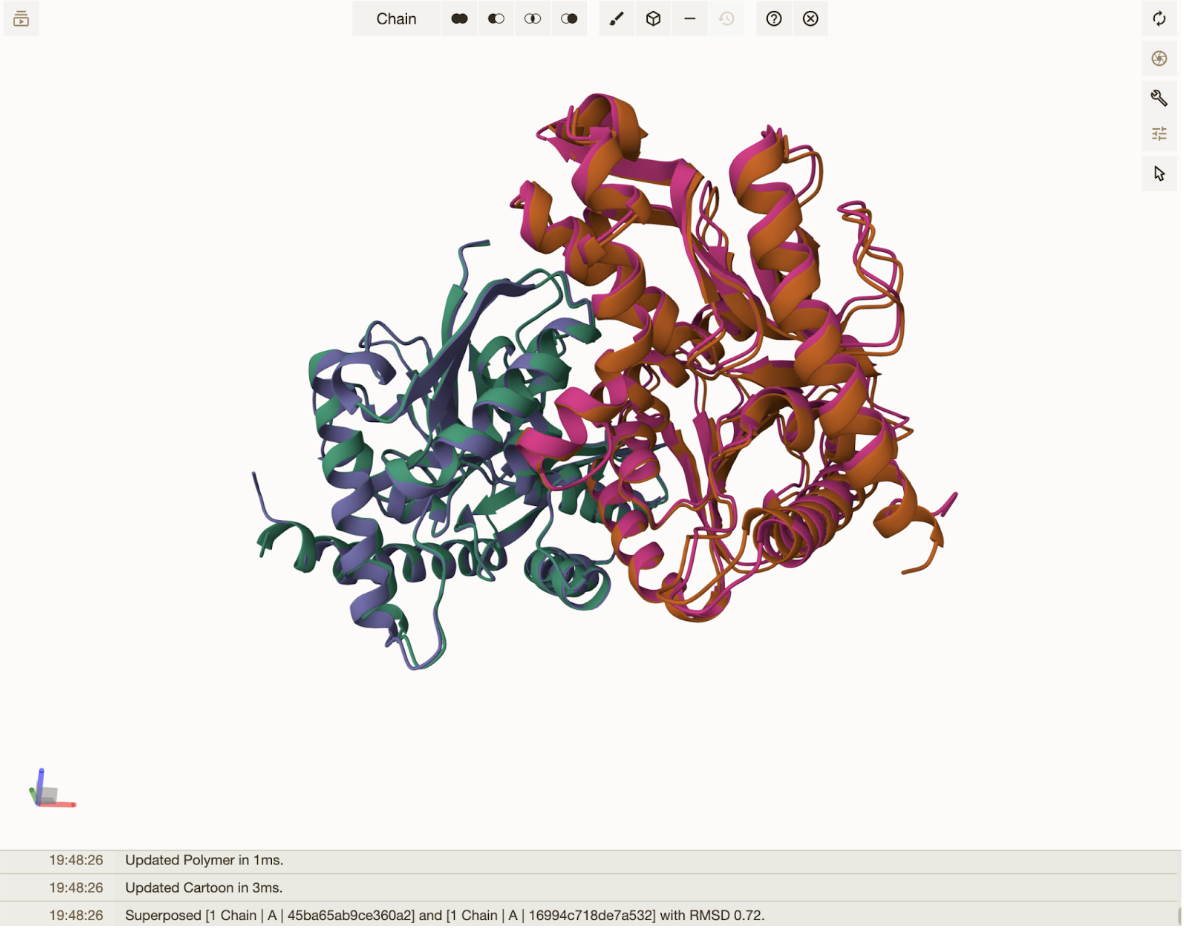 Chain
19:48:26 Updated Polymer in 1ms.
19:48:26 Updated Cartoon in 3ms.
19:48:26 Superposed [1 Chain | A | 45ba65ab9ce360a2] and [1 Chain | A | 16994c718de7a532] with RMSD 0.72.